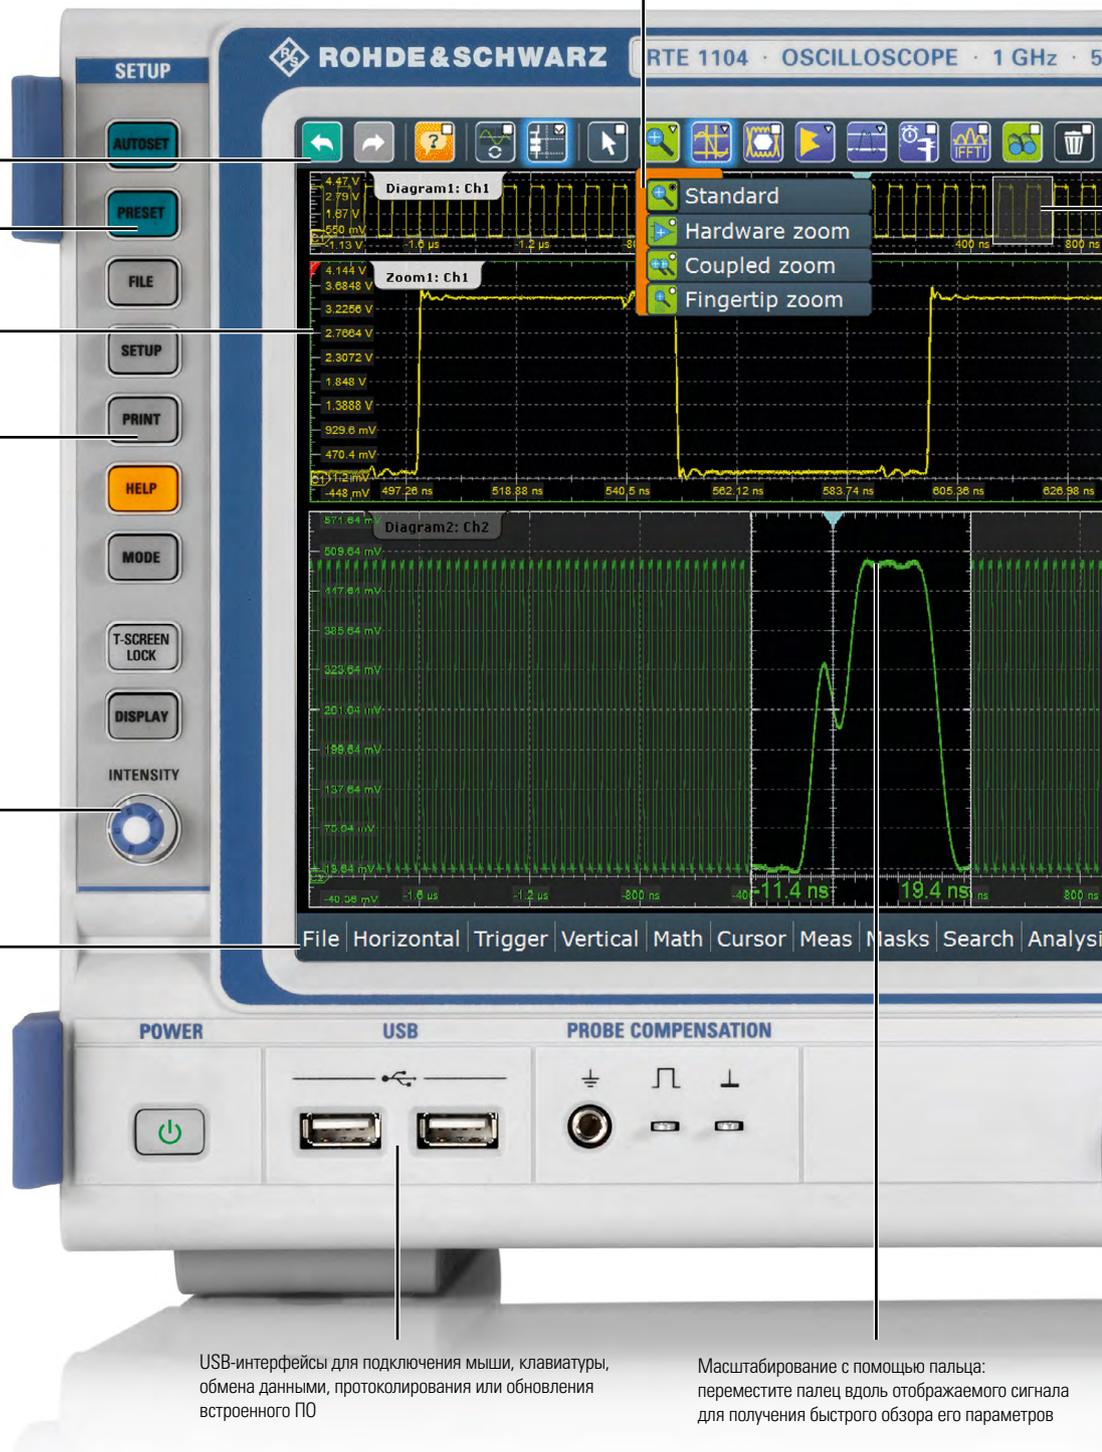 SETUP
ROHDE&SCHWARZ
RTE 1104 · OSCILLOSCOPE · 1 GHz · 5
AUTOSET
PRESET
FILE
SETUP
PRINT
HELP
MODE
T-SCREEN
LOCK
DISPLAY
INTENSITY
?
IFFTI
Diagram1: Ch1
4.47 V
2.79 V
1.67 V
550 mV
-1.13 V
-1.6 µs
-1.2 µs
400 ns
800 ns
Standard
Hardware zoom
Coupled zoom
Fingertip zoom
Zoom1: Ch1
4.144 V
3.6848 V
3.2256 V
2.7664 V
2.3072 V
1.848 V
1.3888 V
929.6 mV
470.4 mV
11.2 mV
-448 mV
497.26 ns
518.88 ns
540.5 ns
562.12 ns
583.74 ns
605.36 ns
626.98 ns
Diagram2: Ch2
571.64 mV
509.64 mV
447.64 mV
385.64 mV
323.64 mV
261.64 mV
199.64 mV
137.64 mV
75.64 mV
13.64 mV
-1.6 µs
-1.2 µs
-800 ns
-11.4 ns
19.4 ns
800 ns
File Horizontal Trigger Vertical Math Cursor Meas Masks Search Analysi
POWER
USB
PROBE COMPENSATION
USB-интерфейсы для подключения мыши, клавиатуры,
обмена данными, протоколирования или обновления
встроенного ПО
Масштабирование с помощью пальца:
переместите палец вдоль отображаемого сигнала
для получения быстрого обзора его параметров